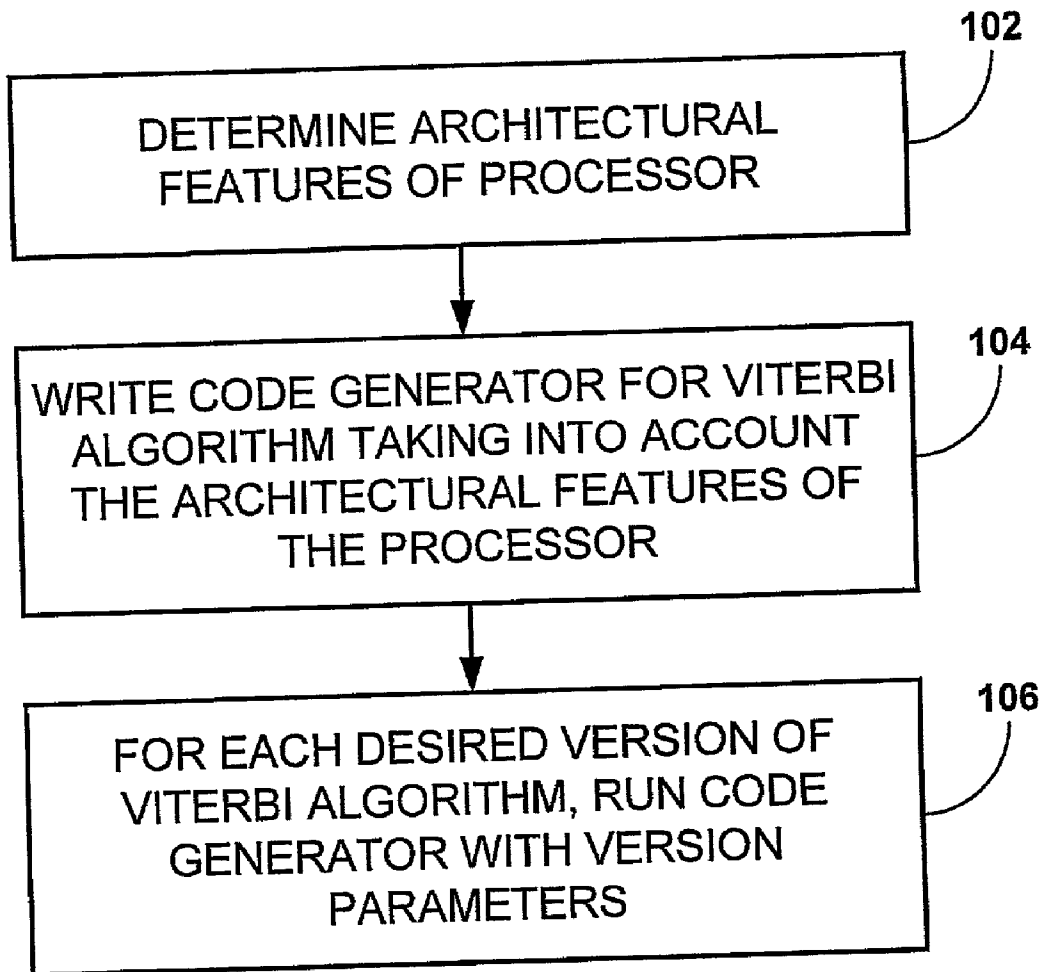 102
DETERMINE ARCHITECTURAL
FEATURES OF PROCESSOR
104
WRITE CODE GENERATOR FOR VITERBI
ALGORITHM TAKING INTO ACCOUNT
THE ARCHITECTURAL FEATURES OF
THE PROCESSOR
106
FOR EACH DESIRED VERSION OF
VITERBI ALGORITHM, RUN CODE
GENERATOR WITH VERSION
PARAMETERS